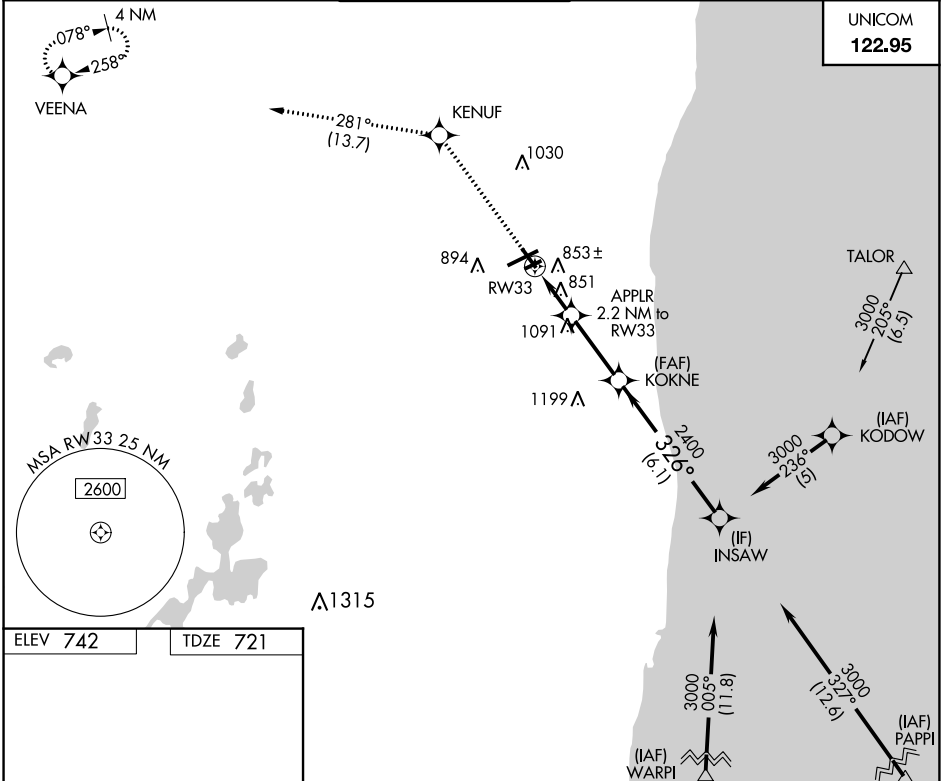 4 NM
078°
258°
VEENA
UNICOM
122.95
KENUF
281°
(13.7)
1030
894
853±
RW33
851
APPLR
2.2 NM to
RW33
1091
TALOR
3000
205°
(6.5)
(FAF)
KOKNE
1199
2400
326°
(6.1)
(IAF)
KODOW
3000
236°
(5)
MSA RW33 25 NM
2600
(IF)
INSAW
1315
ELEV 742
TDZE 721
3000
005°
(11.8)
3000
327°
(12.6)
(IAF)
WARPI
(IAF)
PAPPI